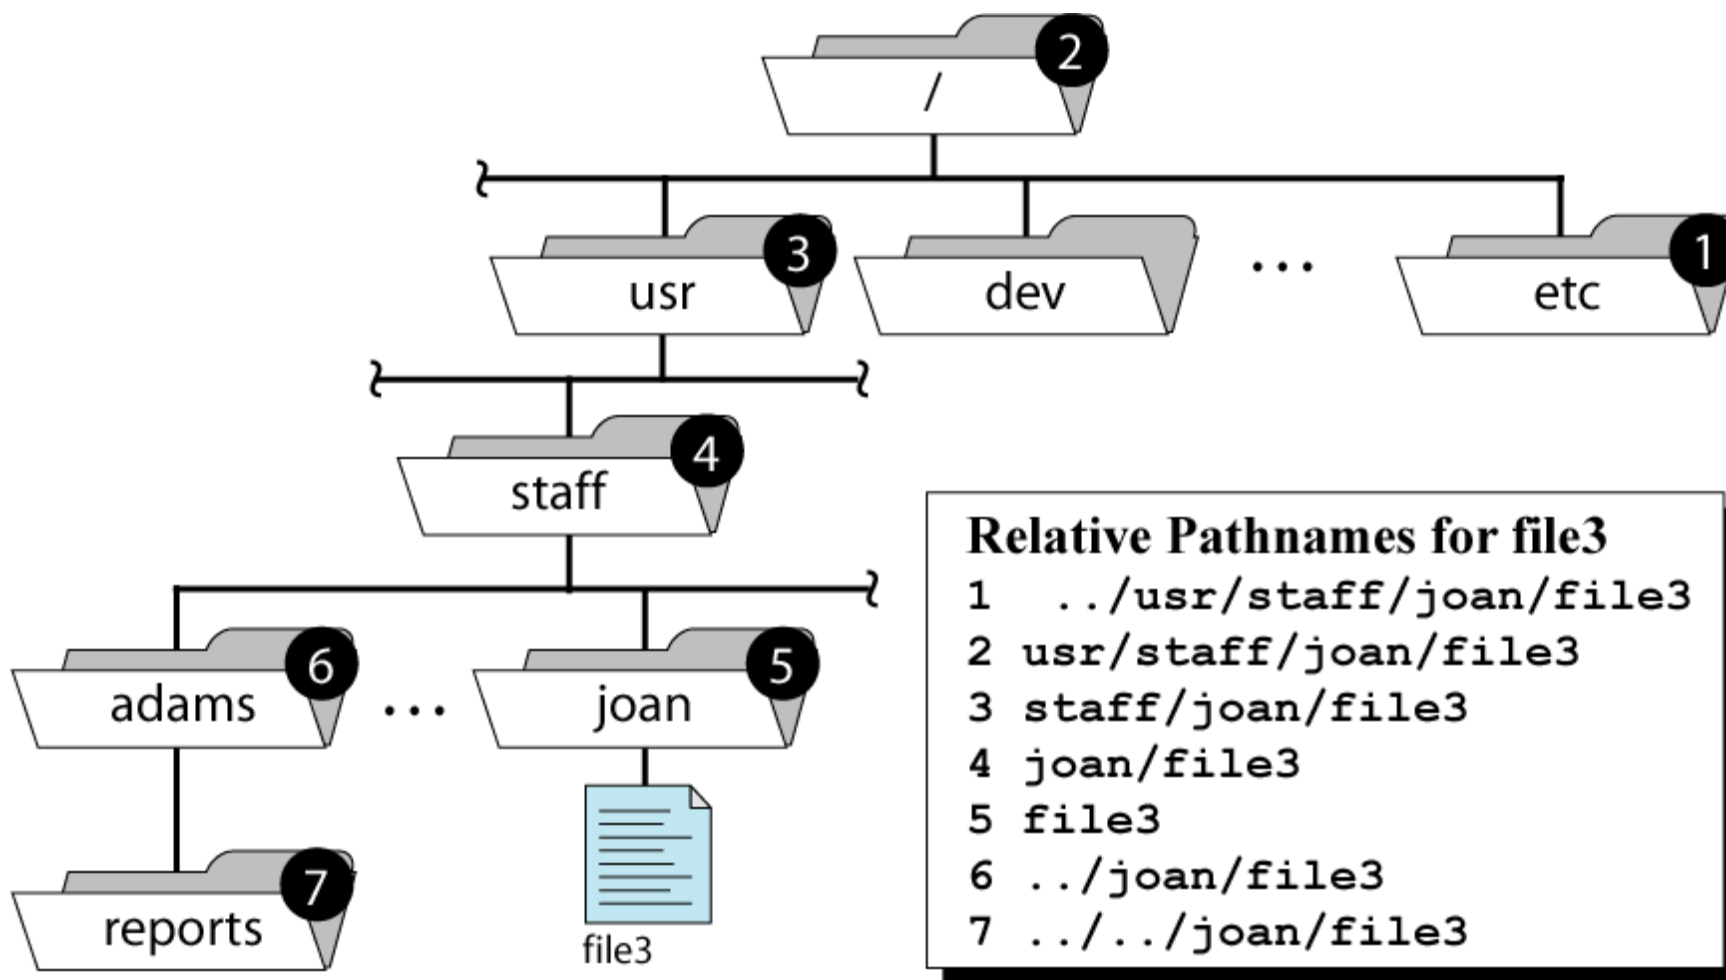 /
2
usr
3
dev
...
etc
1
staff
4
adams
6
...
joan
5
reports
7
file3
Relative Pathnames for file3
1 ../usr/staff/joan/file3
2 usr/staff/joan/file3
3 staff/joan/file3
4 joan/file3
5 file3
6 ../joan/file3
7 ../../joan/file3